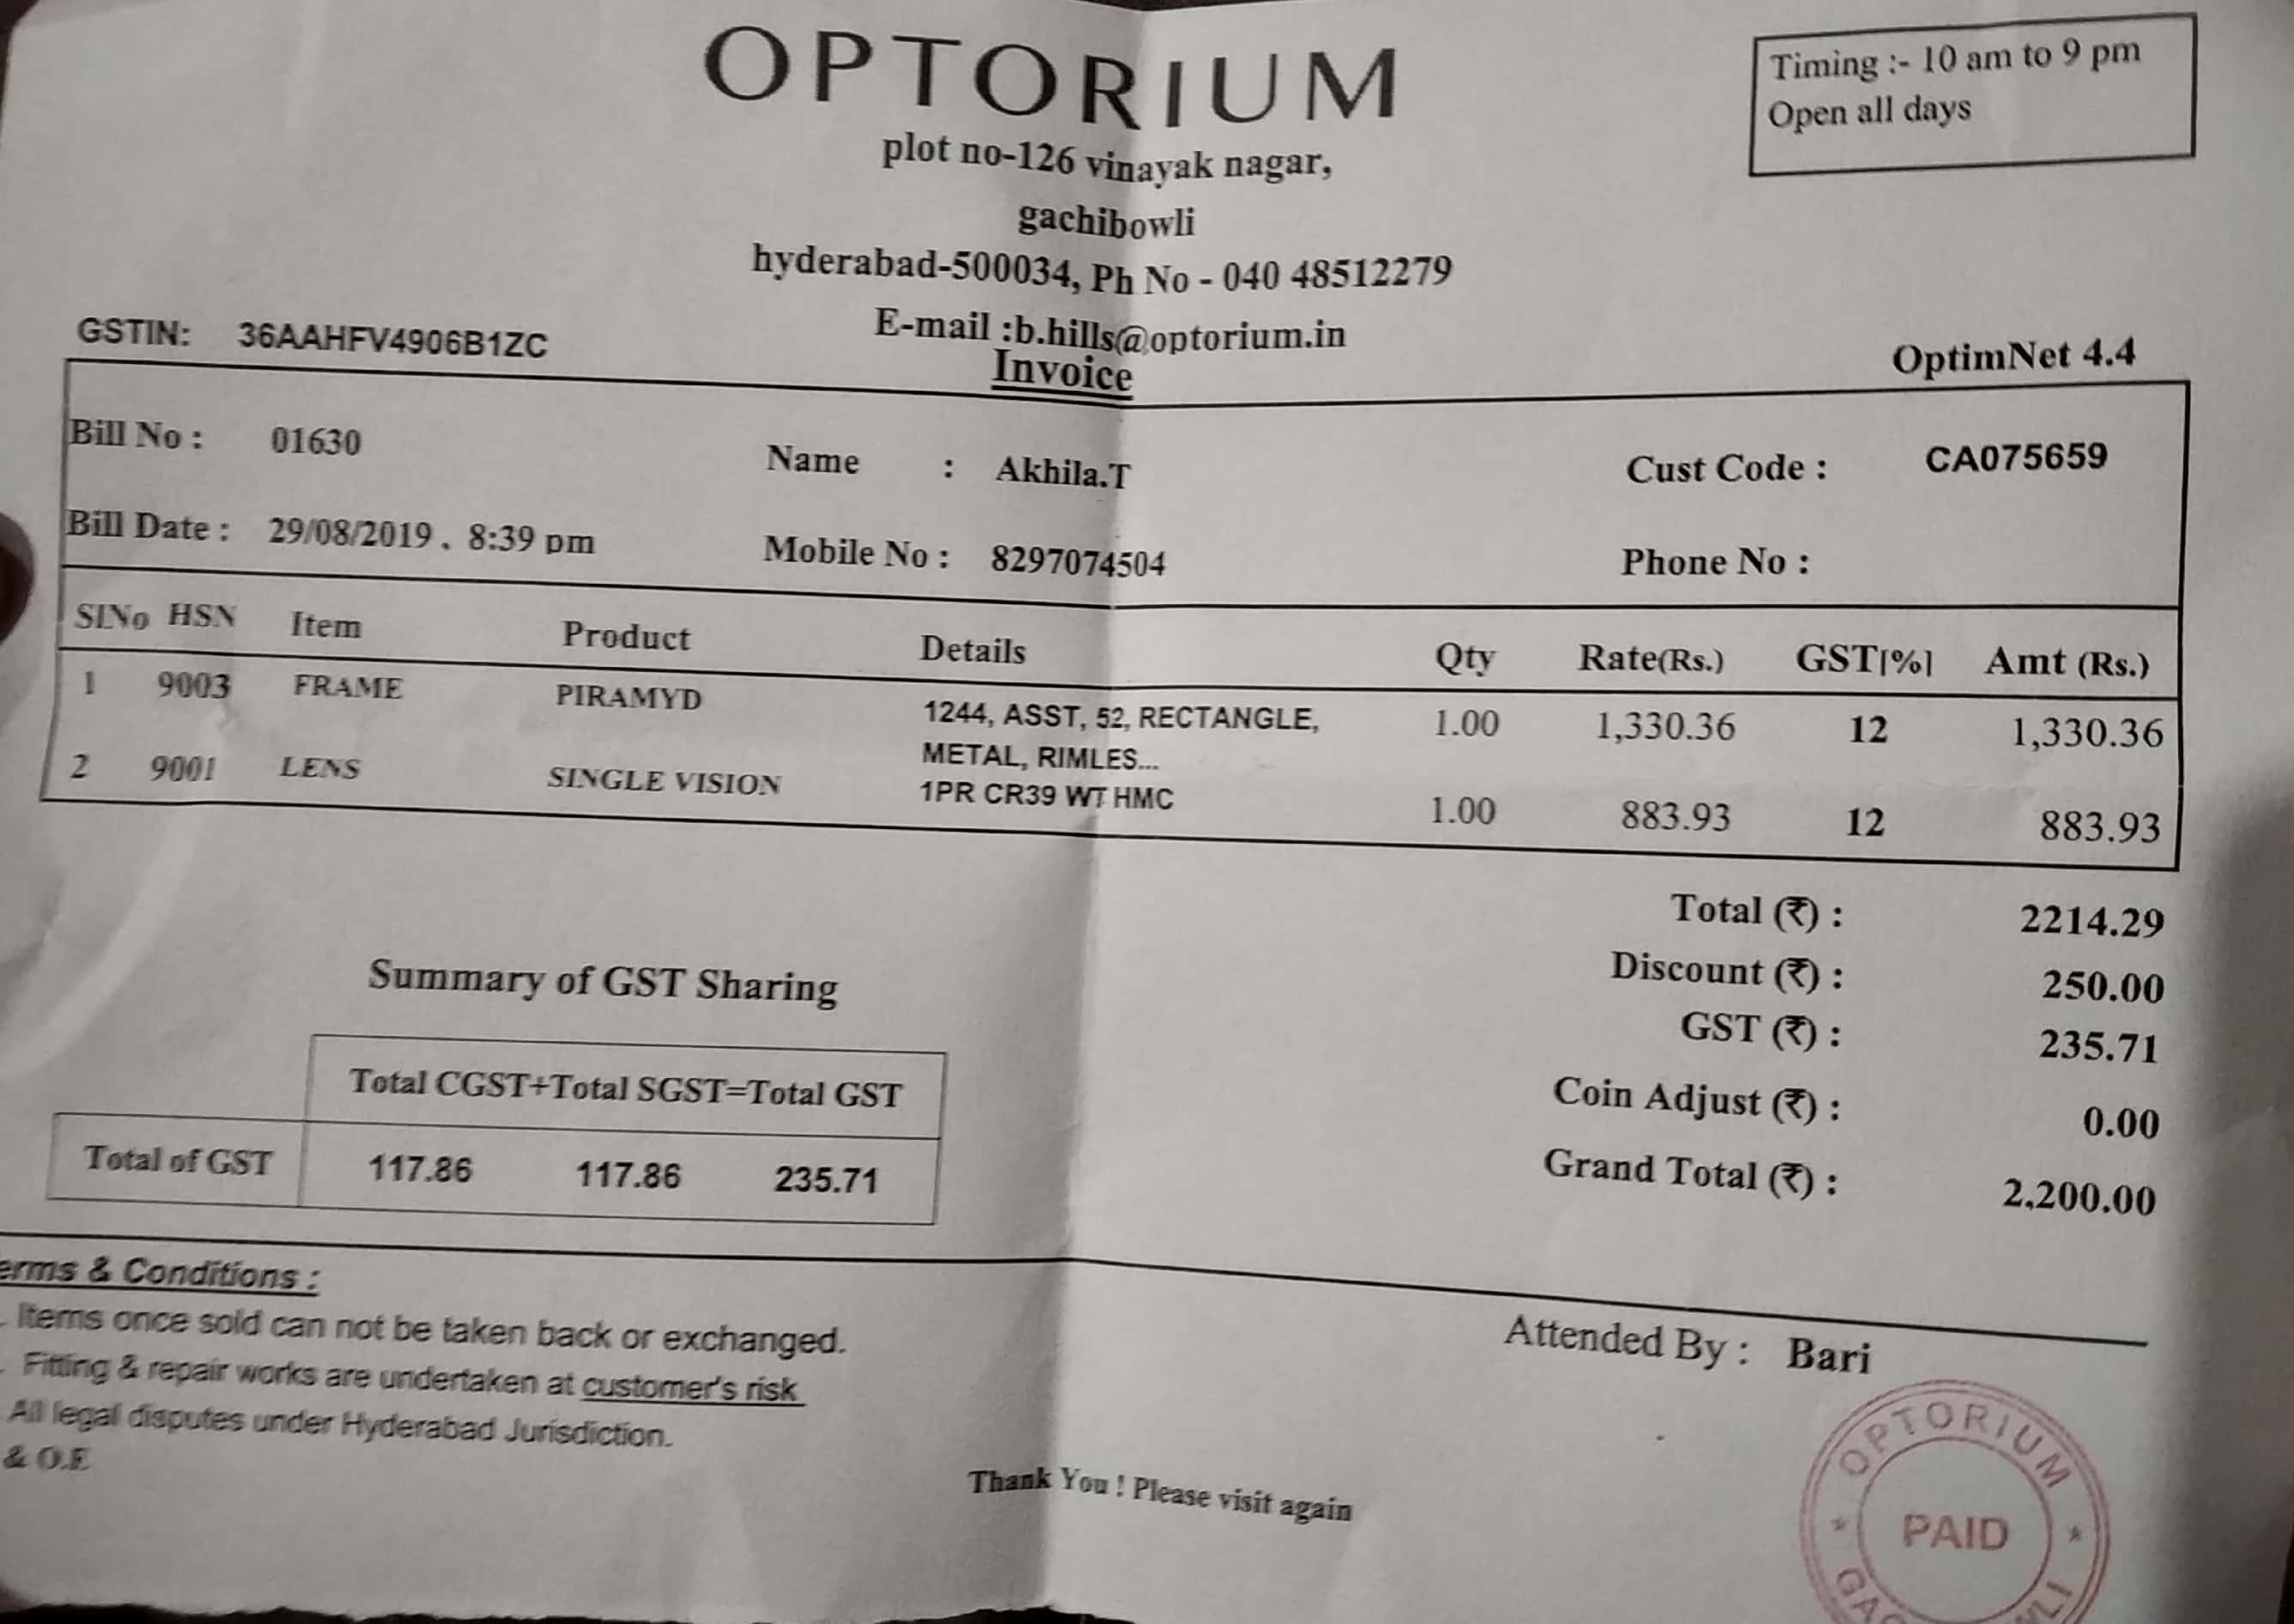 OPTORIUM
Timing :- 10 am to 9 pm
Open all days
plot no-126 vinayak nagar,
gachibowli
hyderabad-500034, Ph No - 040 48512279
E-mail :b.hills@optorium.in
GSTIN: 36AAHFV4906B1ZC
Invoice
OptimNet 4.4
Bill No : 01630 Name : Akhila.T Cust Code : CA075659
Bill Date : 29/08/2019 . 8:39 pm Mobile No : 8297074504 Phone No :
SlNo HSN Item Product Details Qty Rate(Rs.) GST[%] Amt (Rs.)
1 9003 FRAME PIRAMYD 1244, ASST, 52, RECTANGLE, 1.00 1,330.36 12 1,330.36
METAL, RIMLES...
2 9001 LENS SINGLE VISION 1PR CR39 WT HMC 1.00 883.93 12 883.93
Total (₹) : 2214.29
Discount (₹) : 250.00
GST (₹) : 235.71
Coin Adjust (₹) : 0.00
Grand Total (₹) : 2,200.00
Summary of GST Sharing
Total CGST+Total SGST=Total GST
Total of GST 117.86 117.86 235.71
erms & Conditions :
. Items once sold can not be taken back or exchanged.
. Fitting & repair works are undertaken at customer's risk
All legal disputes under Hyderabad Jurisdiction.
& O.E
Attended By : Bari
Thank You ! Please visit again
OPTORIUM
PAID